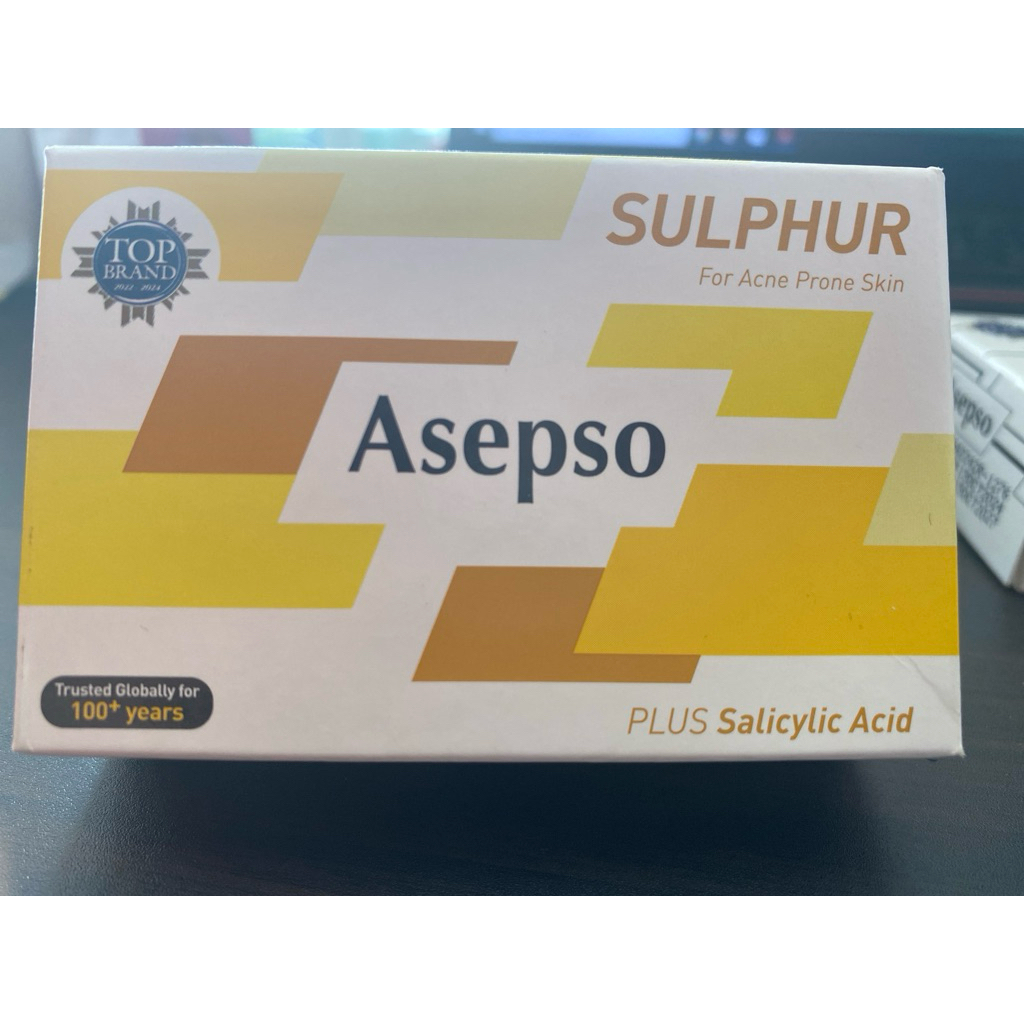 TOP
BRAND
SULPHUR
For Acne Prone Skin
Asepso
Trusted Globally for
100+ years
PLUS Salicylic Acid